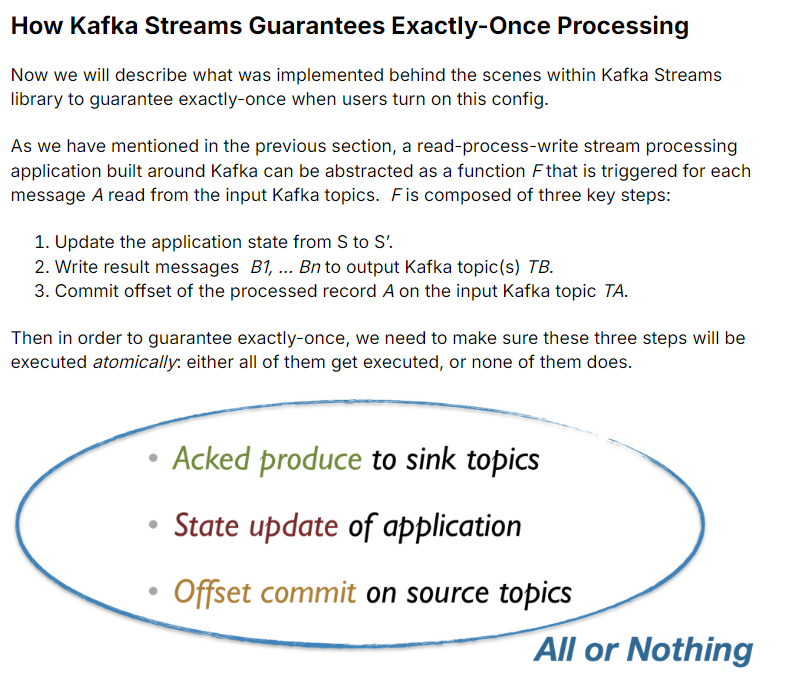 How Kafka Streams Guarantees Exactly-Once Processing
Now we will describe what was implemented behind the scenes within Kafka Streams
library to guarantee exactly-once when users turn on this config.
As we have mentioned in the previous section, a read-process-write stream processing
application built around Kafka can be abstracted as a function F that is triggered for each
message A read from the input Kafka topics.  F is composed of three key steps:
1. Update the application state from S to S’.
2. Write result messages  B1, … Bn to output Kafka topic(s) TB.
3. Commit offset of the processed record A on the input Kafka topic TA.
Then in order to guarantee exactly-once, we need to make sure these three steps will be
executed atomically: either all of them get executed, or none of them does.
• Acked produce to sink topics
• State update of application
• Offset commit on source topics
All or Nothing